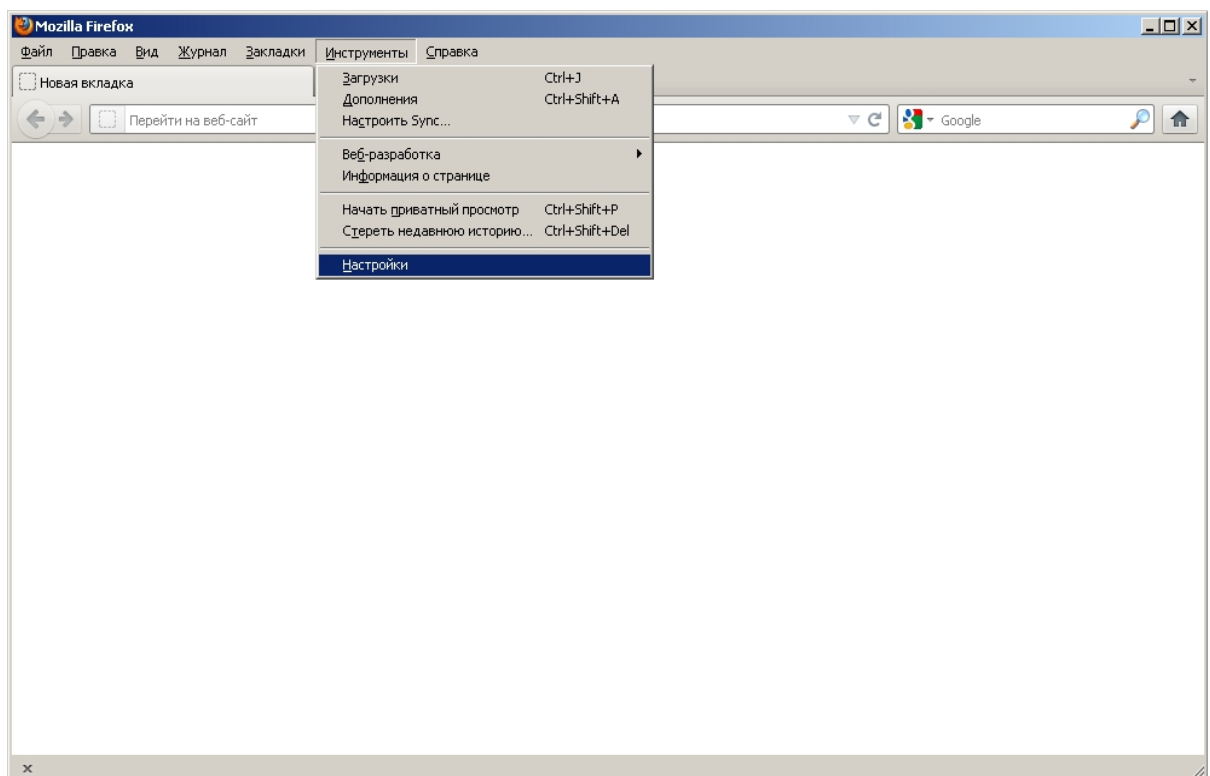 Mozilla Firefox
Файл Правка Вид Журнал Закладки Инструменты Справка
Новая вкладка
Перейти на веб-сайт Google
Загрузки Ctrl+J
Дополнения Ctrl+Shift+A
Настроить Sync...
Веб-разработка
Информация о странице
Начать приватный просмотр Ctrl+Shift+P
Стереть недавнюю историю... Ctrl+Shift+Del
Настройки